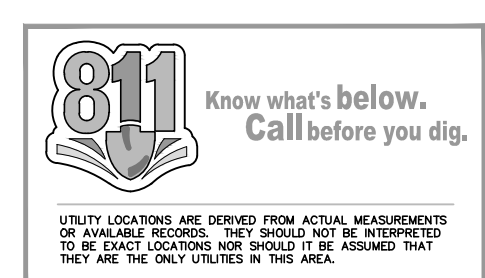 811
Know what's below.
Call before you dig.
UTILITY LOCATIONS ARE DERIVED FROM ACTUAL MEASUREMENTS
OR AVAILABLE RECORDS.  THEY SHOULD NOT BE INTERPRETED
TO BE EXACT LOCATIONS NOR SHOULD IT BE ASSUMED THAT
THEY ARE THE ONLY UTILITIES IN THIS AREA.